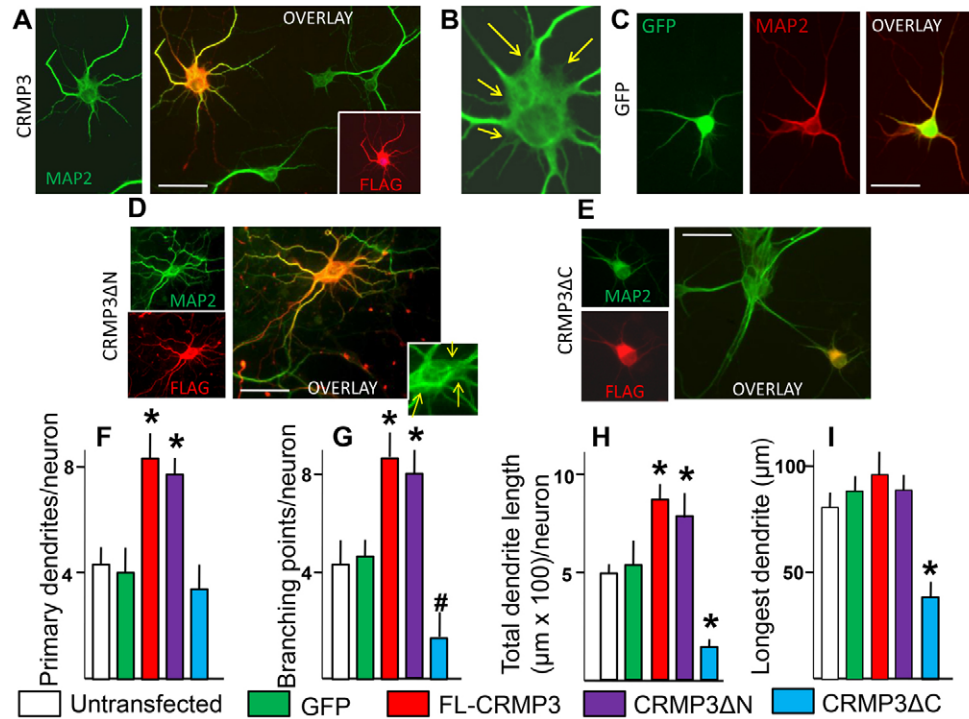 A
CRMP3
MAP2
OVERLAY
FLAG
B
C
GFP
GFP
MAP2
OVERLAY
D
CRMP3ΔN
MAP2
FLAG
OVERLAY
E
CRMP3ΔC
MAP2
FLAG
OVERLAY
F
Primary dendrites/neuron
8
4
*
*
G
Branching points/neuron
8
4
*
*
#
H
Total dendrite length
(µm x 100)/neuron
10
5
*
*
*
I
Longest dendrite (µm)
100
50
*
Untransfected
GFP
FL-CRMP3
CRMP3ΔN
CRMP3ΔC